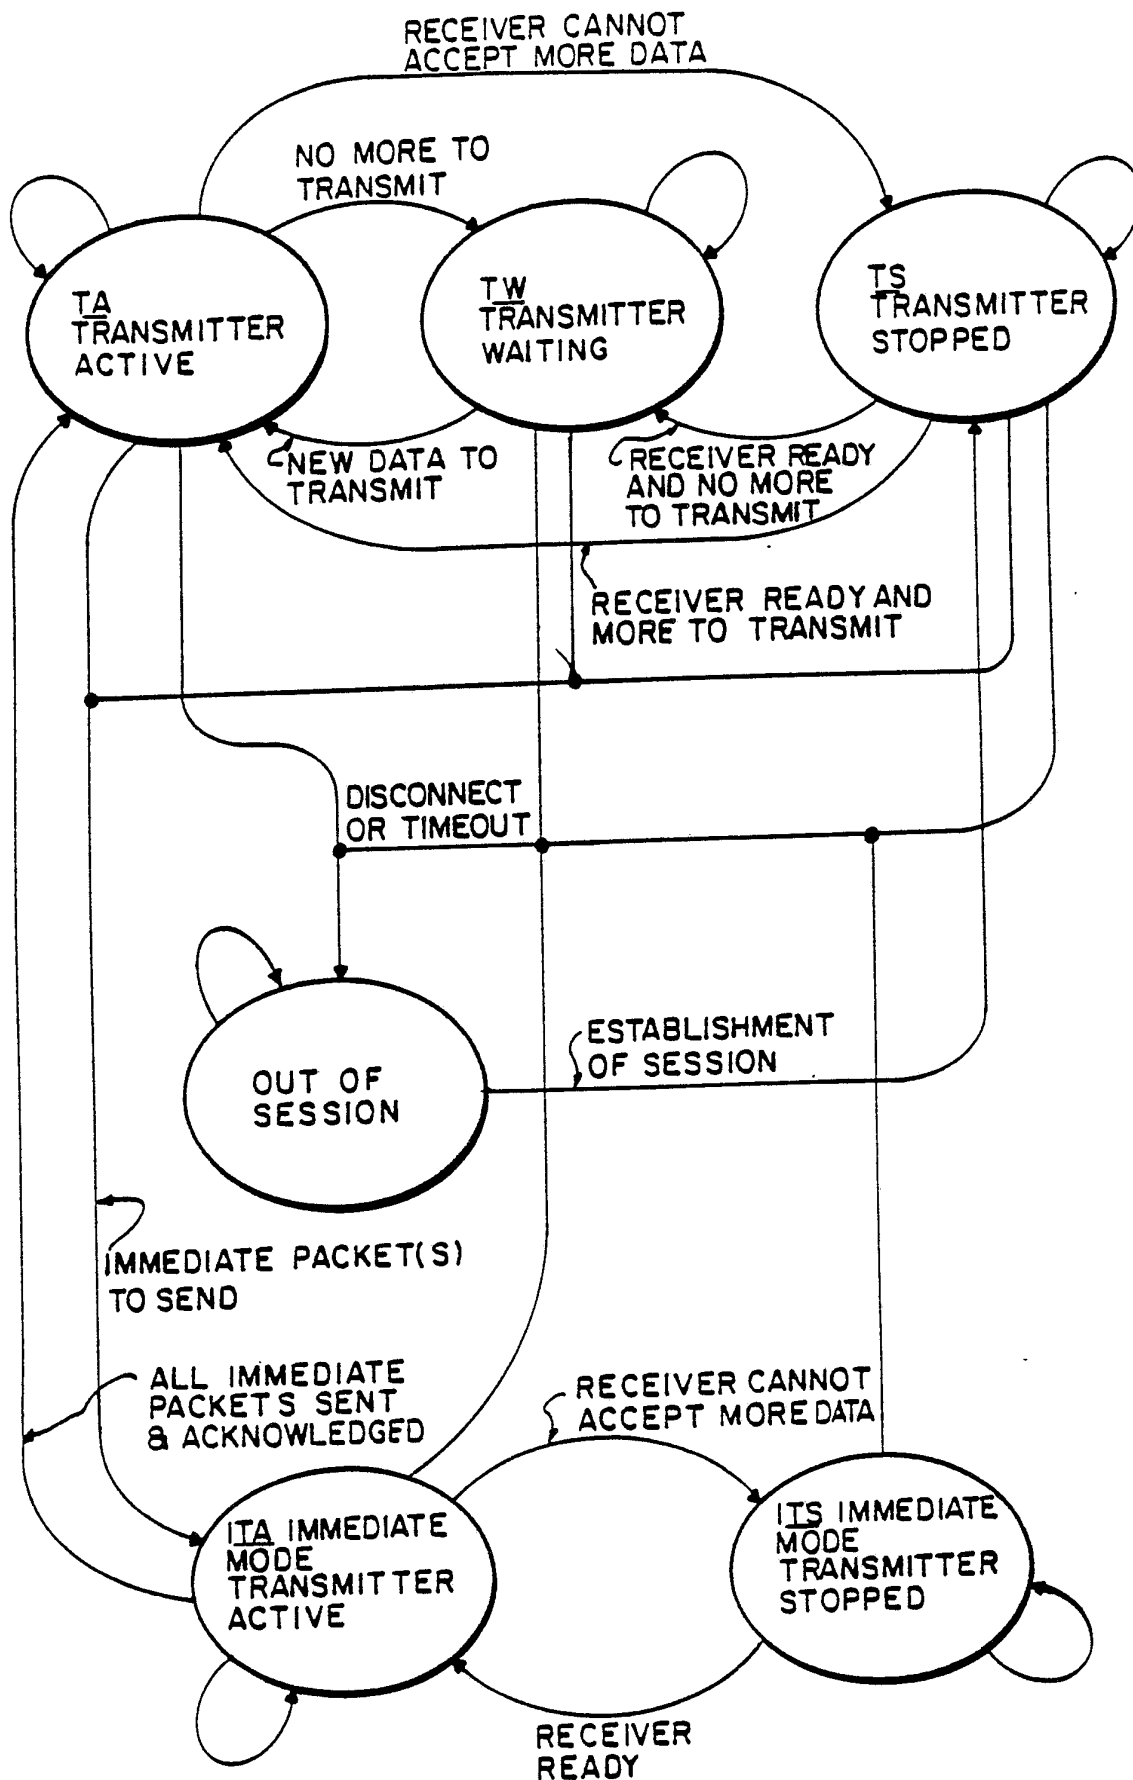 RECEIVER CANNOT
ACCEPT MORE DATA
NO MORE TO
TRANSMIT
TA
TRANSMITTER
ACTIVE
TW
TRANSMITTER
WAITING
TS
TRANSMITTER
STOPPED
NEW DATA TO
TRANSMIT
RECEIVER READY
AND NO MORE
TO TRANSMIT
RECEIVER READY AND
MORE TO TRANSMIT
DISCONNECT
OR TIMEOUT
OUT OF
SESSION
ESTABLISHMENT
OF SESSION
IMMEDIATE PACKET(S)
TO SEND
ALL IMMEDIATE
PACKETS SENT
& ACKNOWLEDGED
RECEIVER CANNOT
ACCEPT MORE DATA
ITA IMMEDIATE
MODE
TRANSMITTER
ACTIVE
ITS IMMEDIATE
MODE
TRANSMITTER
STOPPED
RECEIVER
READY